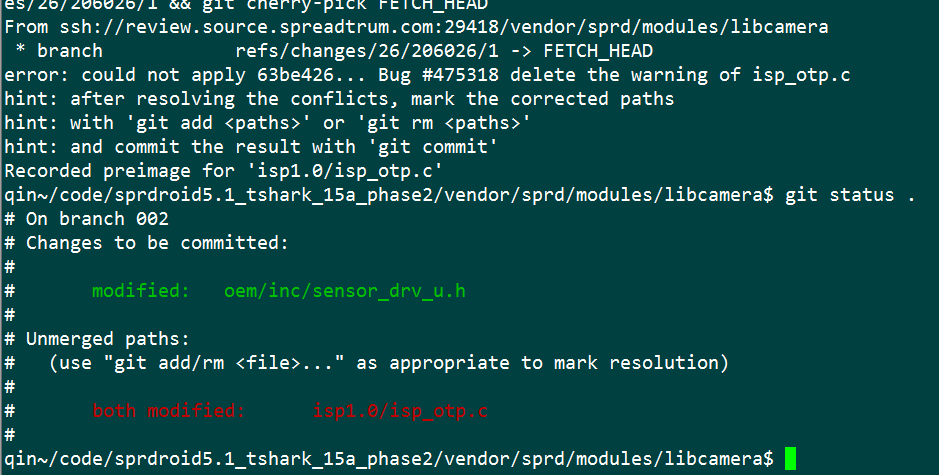 es/26/206026/1 && git cherry-pick FETCH_HEAD
From ssh://review.source.spreadtrum.com:29418/vendor/sprd/modules/libcamera
 * branch            refs/changes/26/206026/1 -> FETCH_HEAD
error: could not apply 63be426... Bug #475318 delete the warning of isp_otp.c
hint: after resolving the conflicts, mark the corrected paths
hint: with 'git add <paths>' or 'git rm <paths>'
hint: and commit the result with 'git commit'
Recorded preimage for 'isp1.0/isp_otp.c'
qin~/code/sprdroid5.1_tshark_15a_phase2/vendor/sprd/modules/libcamera$ git status .
# On branch 002
# Changes to be committed:
#
#       modified:   oem/inc/sensor_drv_u.h
#
# Unmerged paths:
#   (use "git add/rm <file>..." as appropriate to mark resolution)
#
#       both modified:      isp1.0/isp_otp.c
#
qin~/code/sprdroid5.1_tshark_15a_phase2/vendor/sprd/modules/libcamera$